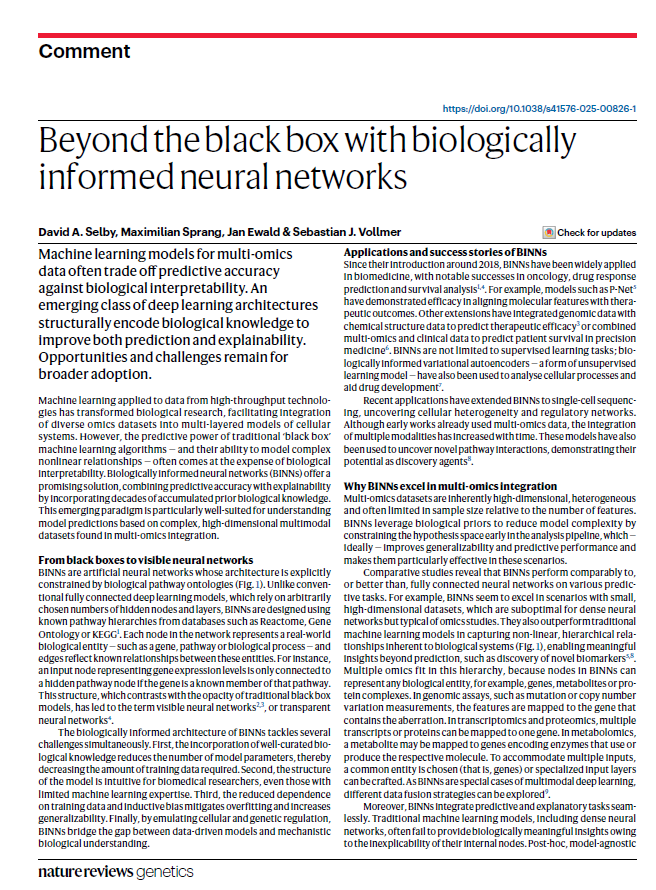 Comment
https://doi.org/10.1038/s41576-025-00826-1
Beyond the black box with biologically
informed neural networks
David A. Selby, Maximilian Sprang, Jan Ewald & Sebastian J. Vollmer
Check for updates
Machine learning models for multi-omics
data often trade off predictive accuracy
against biological interpretability. An
emerging class of deep learning architectures
structurally encode biological knowledge to
improve both prediction and explainability.
Opportunities and challenges remain for
broader adoption.
Machine learning applied to data from high-throughput technolo-
gies has transformed biological research, facilitating integration
of diverse omics datasets into multi-layered models of cellular
systems. However, the predictive power of traditional ‘black box’
machine learning algorithms — and their ability to model complex
nonlinear relationships — often comes at the expense of biological
interpretability. Biologically informed neural networks (BINNs) offer a
promising solution, combining predictive accuracy with explainability
by incorporating decades of accumulated prior biological knowledge.
This emerging paradigm is particularly well-suited for understanding
model predictions based on complex, high-dimensional multimodal
datasets found in multi-omics integration.
From black boxes to visible neural networks
BINNs are artificial neural networks whose architecture is explicitly
constrained by biological pathway ontologies (Fig. 1). Unlike conven-
tional fully connected deep learning models, which rely on arbitrarily
chosen numbers of hidden nodes and layers, BINNs are designed using
known pathway hierarchies from databases such as Reactome, Gene
Ontology or KEGG1. Each node in the network represents a real-world
biological entity — such as a gene, pathway or biological process — and
edges reflect known relationships between these entities. For instance,
an input node representing gene expression levels is only connected to
a hidden pathway node if the gene is a known member of that pathway.
This structure, which contrasts with the opacity of traditional black box
models, has led to the term visible neural networks2,3, or transparent
neural networks4.
The biologically informed architecture of BINNs tackles several
challenges simultaneously. First, the incorporation of well-curated bio-
logical knowledge reduces the number of model parameters, thereby
decreasing the amount of training data required. Second, the structure
of the model is intuitive for biomedical researchers, even those with
limited machine learning expertise. Third, the reduced dependence
on training data and inductive bias mitigates overfitting and increases
generalizability. Finally, by emulating cellular and genetic regulation,
BINNs bridge the gap between data-driven models and mechanistic
biological understanding.
Applications and success stories of BINNs
Since their introduction around 2018, BINNs have been widely applied
in biomedicine, with notable successes in oncology, drug response
prediction and survival analysis1,4. For example, models such as P-Net5
have demonstrated efficacy in aligning molecular features with thera-
peutic outcomes. Other extensions have integrated genomic data with
chemical structure data to predict therapeutic efficacy3 or combined
multi-omics and clinical data to predict patient survival in precision
medicine6. BINNs are not limited to supervised learning tasks; bio-
logically informed variational autoencoders — a form of unsupervised
learning model — have also been used to analyse cellular processes and
aid drug development7.
Recent applications have extended BINNs to single-cell sequenc-
ing, uncovering cellular heterogeneity and regulatory networks.
Although early works already used multi-omics data, the integration
of multiple modalities has increased with time. These models have also
been used to uncover novel pathway interactions, demonstrating their
potential as discovery agents8.
Why BINNs excel in multi-omics integration
Multi-omics datasets are inherently high-dimensional, heterogeneous
and often limited in sample size relative to the number of features.
BINNs leverage biological priors to reduce model complexity by
constraining the hypothesis space early in the analysis pipeline, which —
ideally — improves generalizability and predictive performance and
makes them particularly effective in these scenarios.
Comparative studies reveal that BINNs perform comparably to,
or better than, fully connected neural networks on various predic-
tive tasks. For example, BINNs seem to excel in scenarios with small,
high-dimensional datasets, which are suboptimal for dense neural
networks but typical of omics studies. They also outperform traditional
machine learning models in capturing non-linear, hierarchical rela-
tionships inherent to biological systems (Fig. 1), enabling meaningful
insights beyond prediction, such as discovery of novel biomarkers5,8.
Multiple omics fit in this hierarchy, because nodes in BINNs can
represent any biological entity, for example, genes, metabolites or pro-
tein complexes. In genomic assays, such as mutation or copy number
variation measurements, the features are mapped to the gene that
contains the aberration. In transcriptomics and proteomics, multiple
transcripts or proteins can be mapped to one gene. In metabolomics,
a metabolite may be mapped to genes encoding enzymes that use or
produce the respective molecule. To accommodate multiple inputs,
a common entity is chosen (that is, genes) or specialized input layers
can be crafted. As BINNs are special cases of multimodal deep learning,
different data fusion strategies can be explored9.
Moreover, BINNs integrate predictive and explanatory tasks seam-
lessly. Traditional machine learning models, including dense neural
networks, often fail to provide biologically meaningful insights owing
to the inexplicability of their internal nodes. Post-hoc, model-agnostic
nature reviews genetics